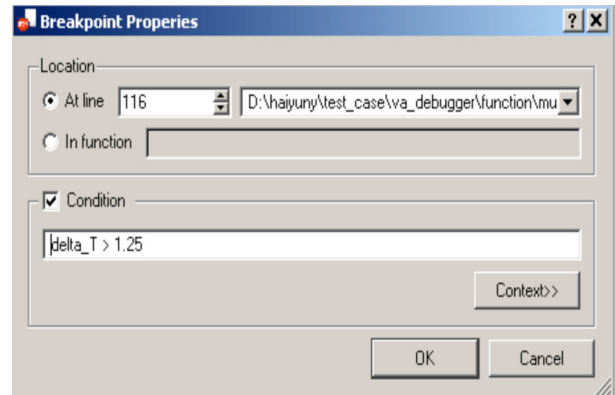 Breakpoint Properies
Location
At line 116 D:\haiyuny\test_case\va_debugger\function\mu
In function
Condition
delta_T > 1.25
Context>>
OK Cancel